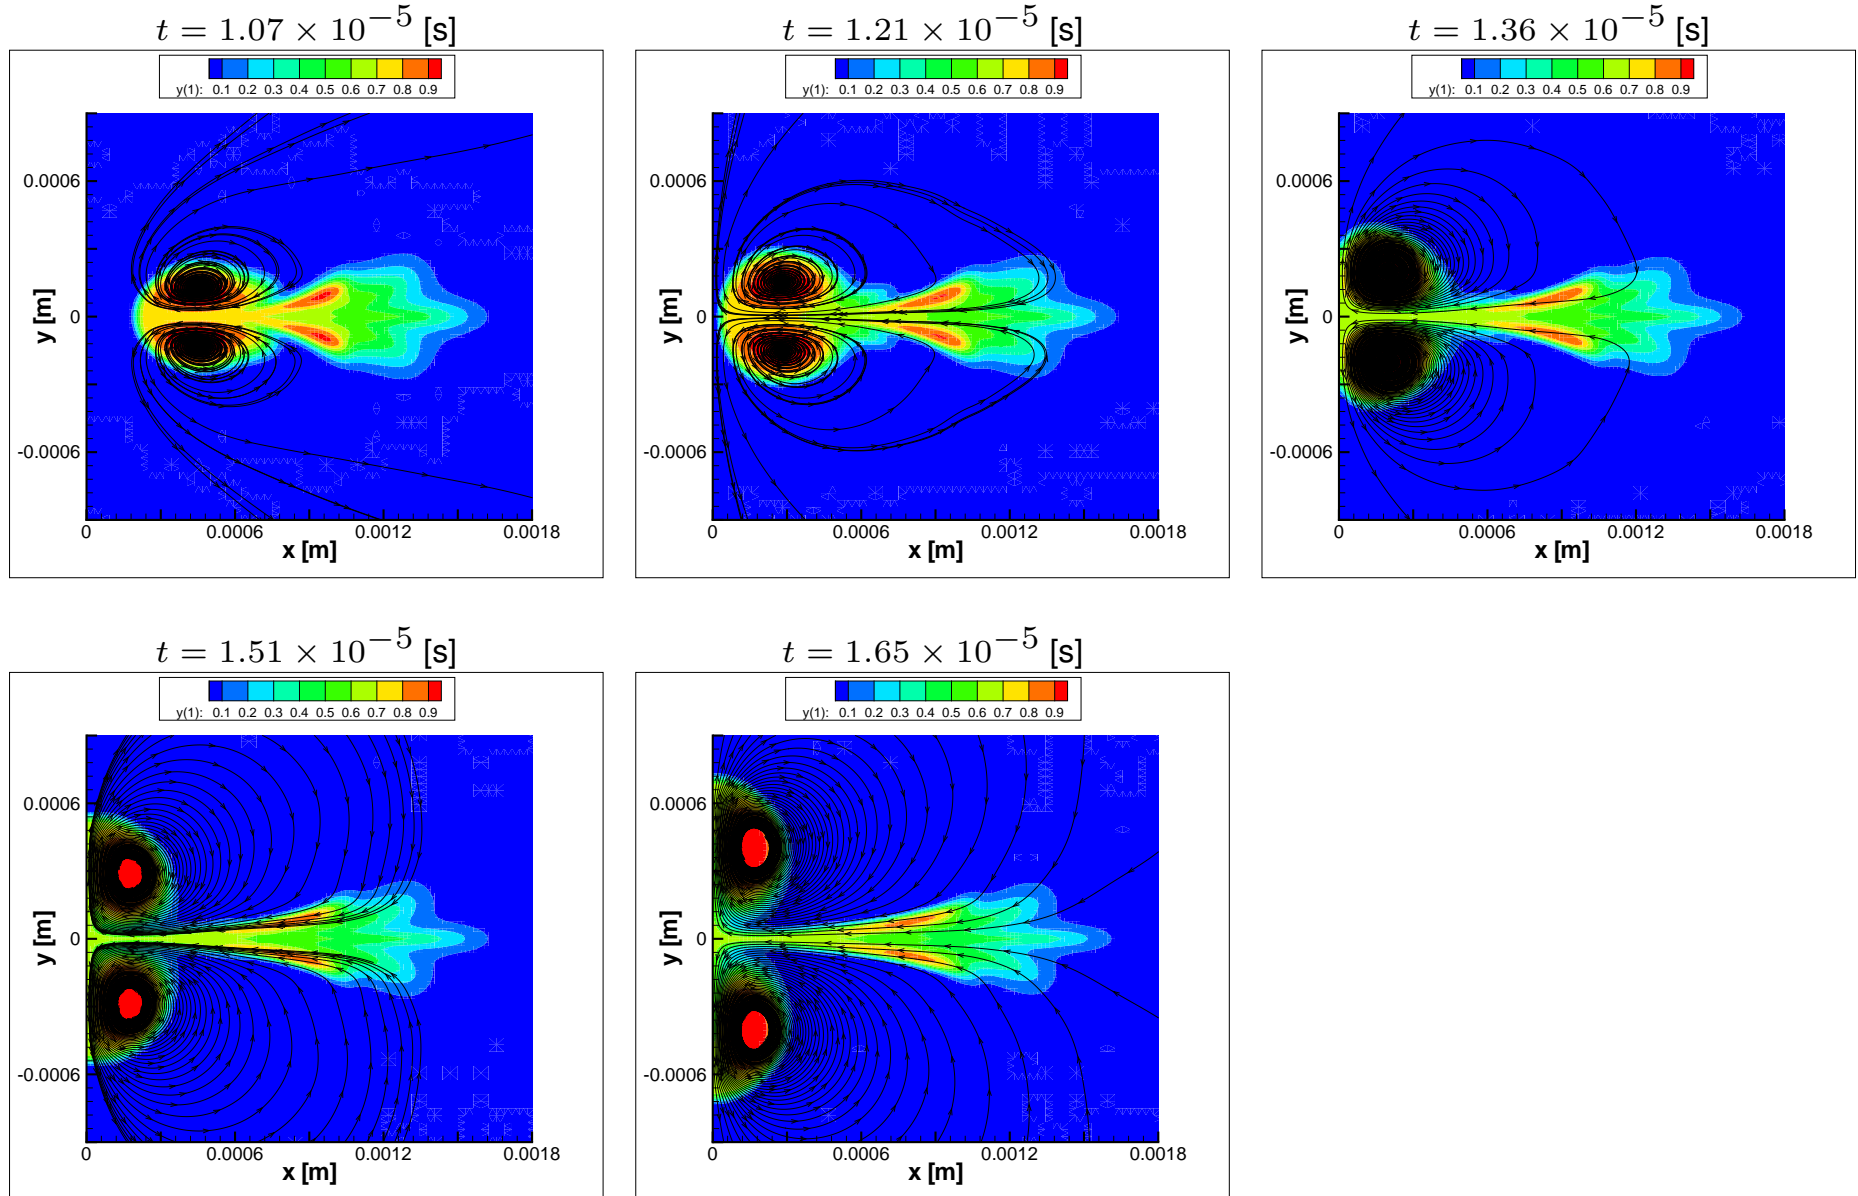 t = 1.07 × 10⁻⁵ [s]
y(1): 0.1 0.2 0.3 0.4 0.5 0.6 0.7 0.8 0.9
0.0006
0
-0.0006
y [m]
0 0.0006 0.0012 0.0018
x [m]
t = 1.21 × 10⁻⁵ [s]
y(1): 0.1 0.2 0.3 0.4 0.5 0.6 0.7 0.8 0.9
0.0006
0
-0.0006
y [m]
0 0.0006 0.0012 0.0018
x [m]
t = 1.36 × 10⁻⁵ [s]
y(1): 0.1 0.2 0.3 0.4 0.5 0.6 0.7 0.8 0.9
0.0006
0
-0.0006
y [m]
0 0.0006 0.0012 0.0018
x [m]
t = 1.51 × 10⁻⁵ [s]
y(1): 0.1 0.2 0.3 0.4 0.5 0.6 0.7 0.8 0.9
0.0006
0
-0.0006
y [m]
0 0.0006 0.0012 0.0018
x [m]
t = 1.65 × 10⁻⁵ [s]
y(1): 0.1 0.2 0.3 0.4 0.5 0.6 0.7 0.8 0.9
0.0006
0
-0.0006
y [m]
0 0.0006 0.0012 0.0018
x [m]